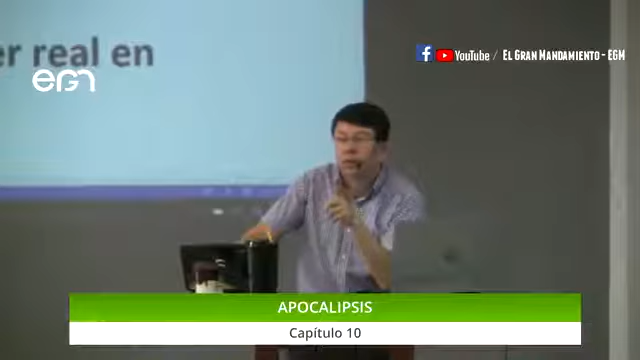 er real en
EGM
YouTube / EL GRAN MANDAMIENTO - EGM
APOCALIPSIS
Capítulo 10